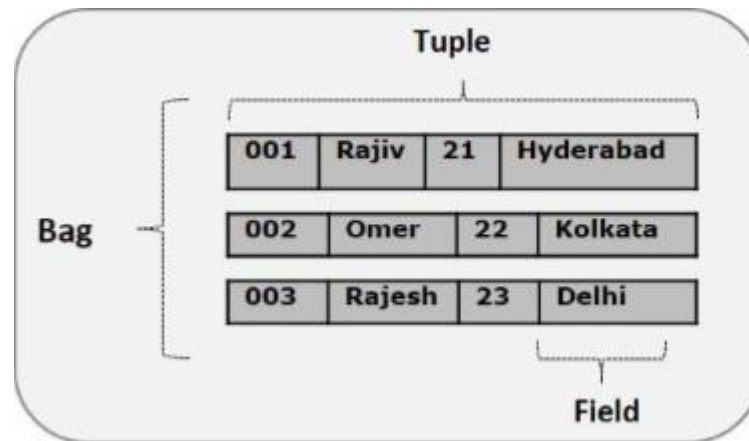 Tuple
001 Rajiv 21 Hyderabad
Bag
002 Omer 22 Kolkata
003 Rajesh 23 Delhi
Field